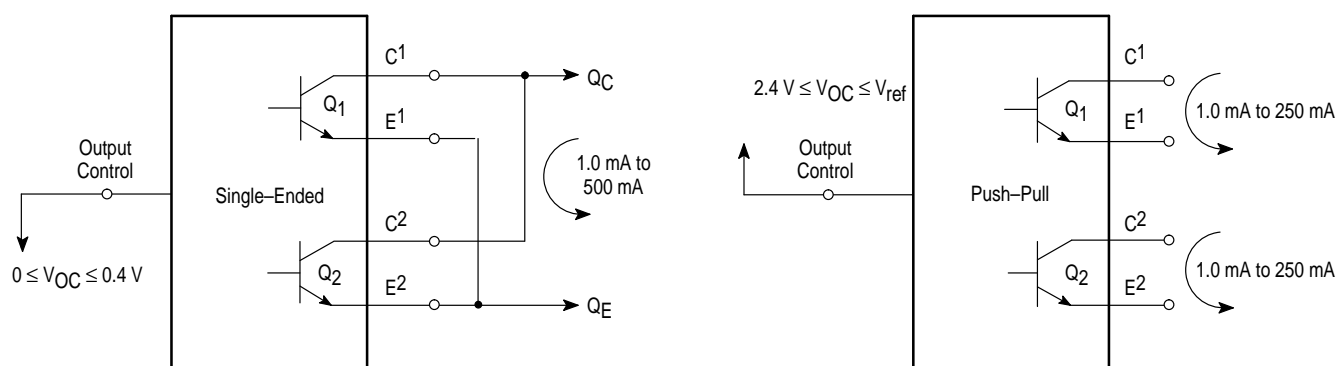 C1
Q1
E1
QC
Output
Control
Single–Ended
1.0 mA to
500 mA
C2
0 ≤ VOC ≤ 0.4 V
Q2
E2
QE
2.4 V ≤ VOC ≤ Vref
C1
Q1
E1
1.0 mA to 250 mA
Output
Control
Push–Pull
C2
Q2
E2
1.0 mA to 250 mA